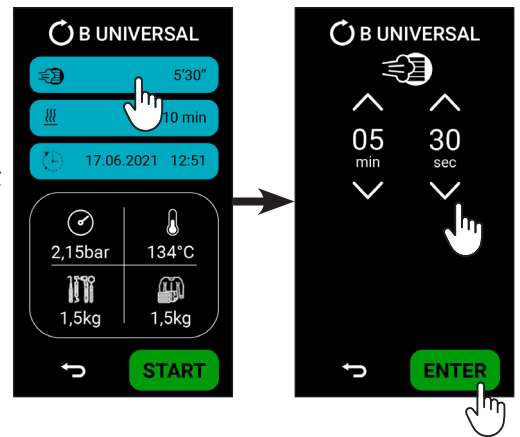 B UNIVERSAL
5'30"
10 min
17.06.2021 12:51
2,15bar 134°C
1,5kg 1,5kg
START
B UNIVERSAL
05 30
min sec
ENTER